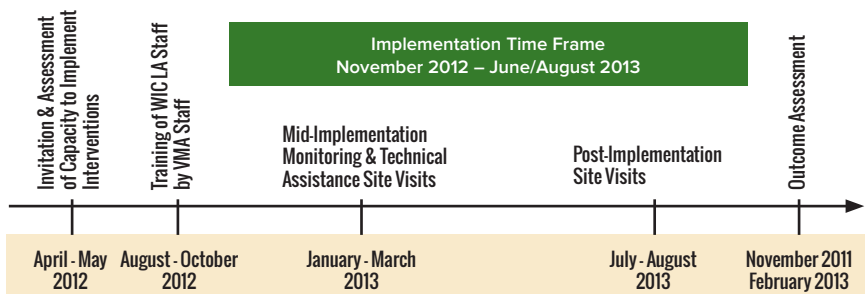 Implementation Time Frame
November 2012 – June/August 2013
Invitation & Assessment
of Capacity to Implement
Interventions
Training of WIC LA Staff
by VMA Staff
Mid-Implementation
Monitoring & Technical
Assistance Site Visits
Post-Implementation
Site Visits
Outcome Assessment
April - May
2012
August - October
2012
January - March
2013
July - August
2013
November 2011
February 2013